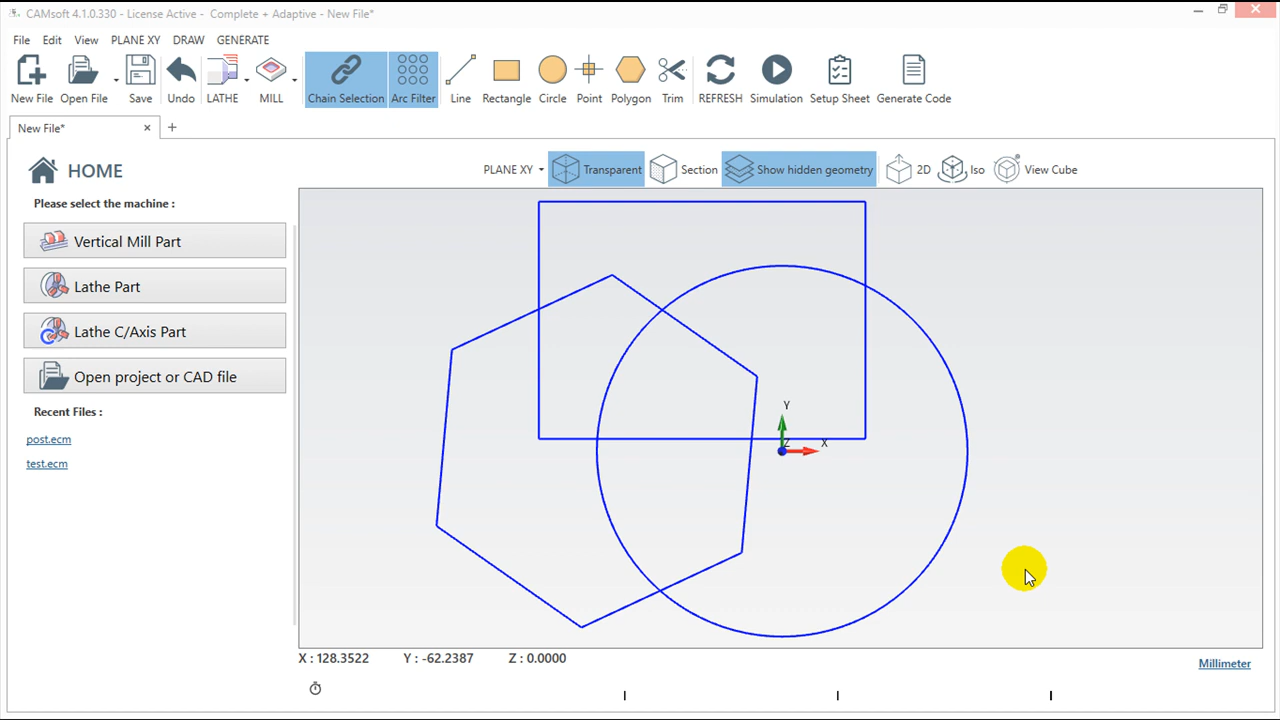 CAMsoft 4.1.0.330 - License Active -  Complete + Adaptive - New File*
File Edit View PLANE XY DRAW GENERATE
New File Open File Save Undo LATHE MILL Chain Selection Arc Filter Line Rectangle Circle Point Polygon Trim REFRESH Simulation Setup Sheet Generate Code
New File*
HOME
PLANE XY Transparent Section Show hidden geometry 2D Iso View Cube
Please select the machine :
Vertical Mill Part
Lathe Part
Lathe C/Axis Part
Open project or CAD file
Recent Files :
post.ecm
test.ecm
Y
Z X
X : 128.3522 Y : -62.2387 Z : 0.0000
Millimeter